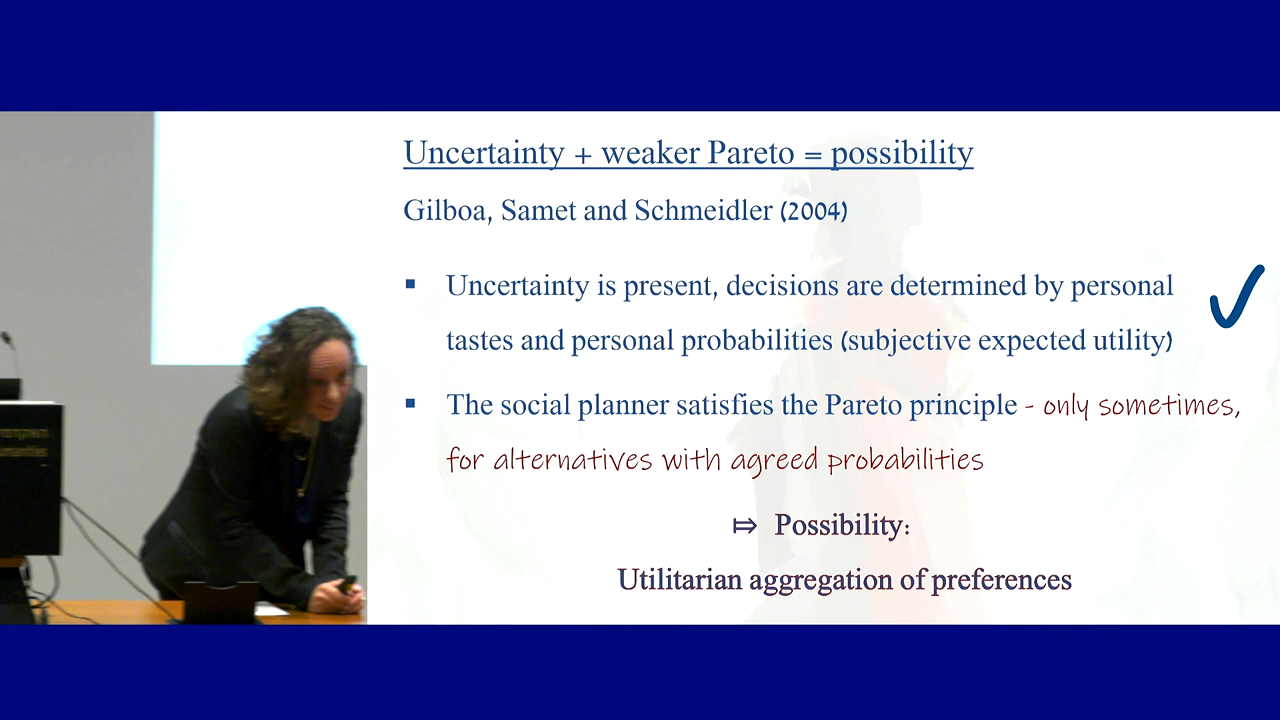 Uncertainty + weaker Pareto = possibility
Gilboa, Samet and Schmeidler (2004)
▪ Uncertainty is present, decisions are determined by personal
tastes and personal probabilities (subjective expected utility)
▪ The social planner satisfies the Pareto principle - only sometimes,
for alternatives with agreed probabilities
⤇ Possibility:
Utilitarian aggregation of preferences